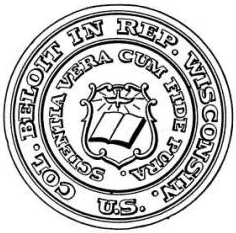 COL. BELOIT IN REP. WISCONSIN. U.S.
SCIENTIA VERA CUM FIDE PURA.